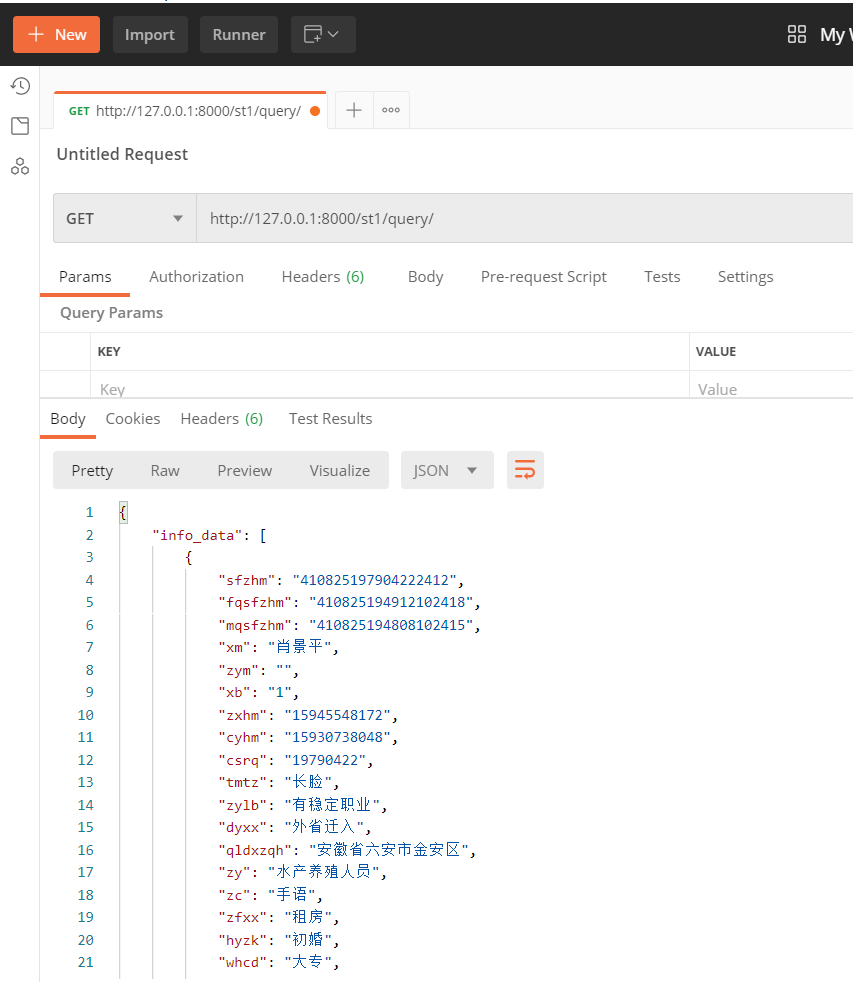 New Import Runner My W
GET http://127.0.0.1:8000/st1/query/
Untitled Request
GET http://127.0.0.1:8000/st1/query/
Params Authorization Headers (6) Body Pre-request Script Tests Settings
Query Params
KEY VALUE
Key Value
Body Cookies Headers (6) Test Results
Pretty Raw Preview Visualize JSON
1 {
2 "info_data": [
3 {
4 "sfzhm": "410825197904222412",
5 "fqsfzhm": "410825194912102418",
6 "mqsfzhm": "410825194808102415",
7 "xm": "肖景平",
8 "zym": "",
9 "xb": "1",
10 "zxhm": "15945548172",
11 "cyhm": "15930738048",
12 "csrq": "19790422",
13 "tmtz": "长脸",
14 "zylb": "有稳定职业",
15 "dyxx": "外省迁入",
16 "qldxzqh": "安徽省六安市金安区",
17 "zy": "水产养殖人员",
18 "zc": "手语",
19 "zfxx": "租房",
20 "hyzk": "初婚",
21 "whcd": "大专",